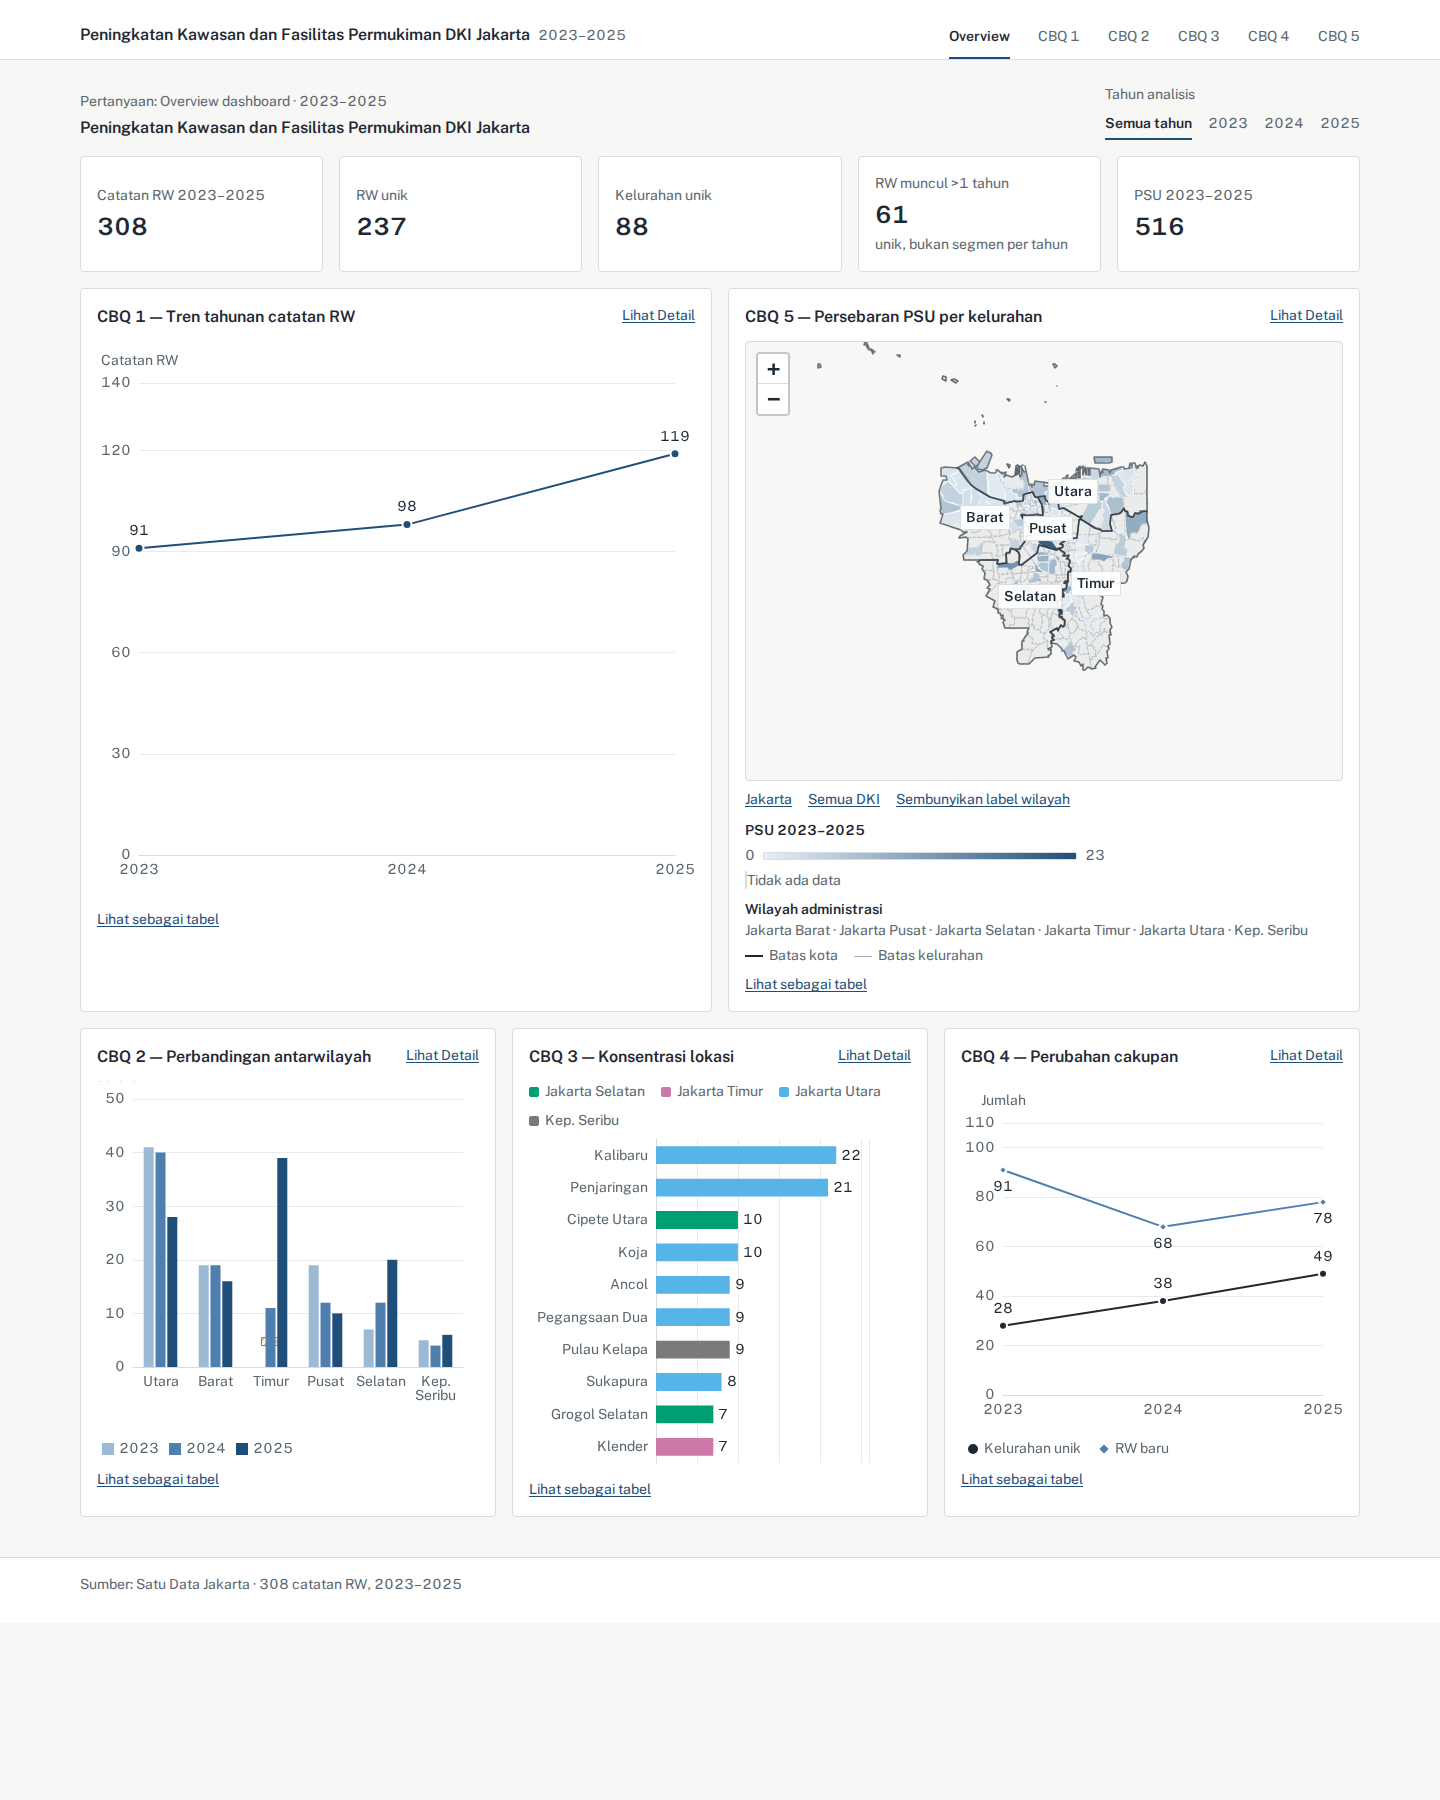 Peningkatan Kawasan dan Fasilitas Permukiman DKI Jakarta 2023–2025
Overview CBQ 1 CBQ 2 CBQ 3 CBQ 4 CBQ 5
Pertanyaan: Overview dashboard · 2023–2025
Peningkatan Kawasan dan Fasilitas Permukiman DKI Jakarta
Tahun analisis
Semua tahun 2023 2024 2025
Catatan RW 2023–2025
308
RW unik
237
Kelurahan unik
88
RW muncul >1 tahun
61
unik, bukan segmen per tahun
PSU 2023–2025
516
CBQ 1 — Tren tahunan catatan RW
Lihat Detail
Catatan RW
140
120
90
60
30
0
91
98
119
2023 2024 2025
Lihat sebagai tabel
CBQ 5 — Persebaran PSU per kelurahan
Lihat Detail
+
−
Utara
Barat
Pusat
Timur
Selatan
Jakarta Semua DKI Sembunyikan label wilayah
PSU 2023–2025
0 23
Tidak ada data
Wilayah administrasi
Jakarta Barat · Jakarta Pusat · Jakarta Selatan · Jakarta Timur · Jakarta Utara · Kep. Seribu
Batas kota Batas kelurahan
Lihat sebagai tabel
CBQ 2 — Perbandingan antarwilayah
Lihat Detail
50
40
30
20
10
0
Utara Barat Timur Pusat Selatan Kep. Seribu
2023 2024 2025
Lihat sebagai tabel
CBQ 3 — Konsentrasi lokasi
Lihat Detail
Jakarta Selatan Jakarta Timur Jakarta Utara
Kep. Seribu
Kalibaru 22
Penjaringan 21
Cipete Utara 10
Koja 10
Ancol 9
Pegangsaan Dua 9
Pulau Kelapa 9
Sukapura 8
Grogol Selatan 7
Klender 7
Lihat sebagai tabel
CBQ 4 — Perubahan cakupan
Lihat Detail
Jumlah
110
100
80
60
40
20
0
91
68
78
28
38
49
2023 2024 2025
Kelurahan unik RW baru
Lihat sebagai tabel
Sumber: Satu Data Jakarta · 308 catatan RW, 2023–2025